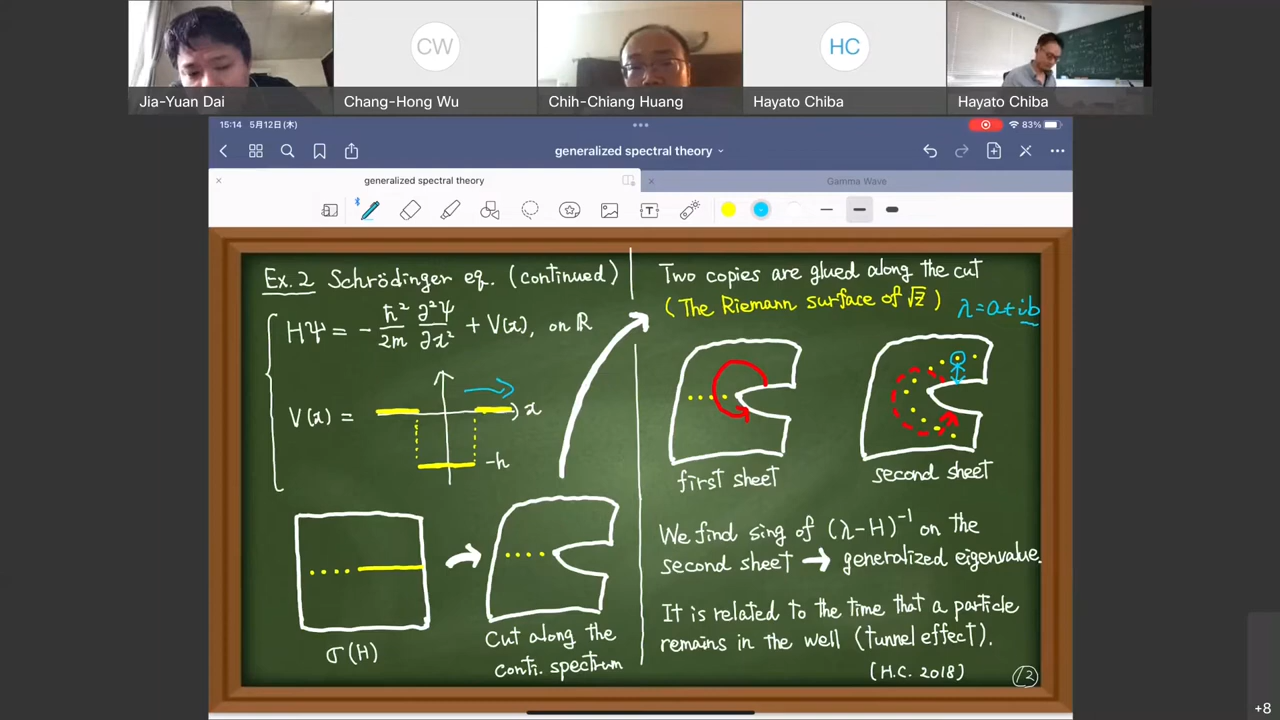 CW
HC
Jia-Yuan Dai
Chang-Hong Wu
Chih-Chiang Huang
Hayato Chiba
Hayato Chiba
15:14 5月12日(木)
83%
generalized spectral theory
generalized spectral theory
Gamma Wave
Ex. 2 Schrödinger eq. (continued)
HΨ = - ℏ²/2m ∂²Ψ/∂x² + V(x), on ℝ
V(x) =
x
-h
σ(H)
Cut along the
conti. spectrum
Two copies are glued along the cut
(The Riemann surface of √z)
λ=a+ib
first sheet
second sheet
We find sing of (λ-H)⁻¹ on the
second sheet → generalized eigenvalue.
It is related to the time that a particle
remains in the well (tunnel effect).
[H.C. 2018]
12
+8